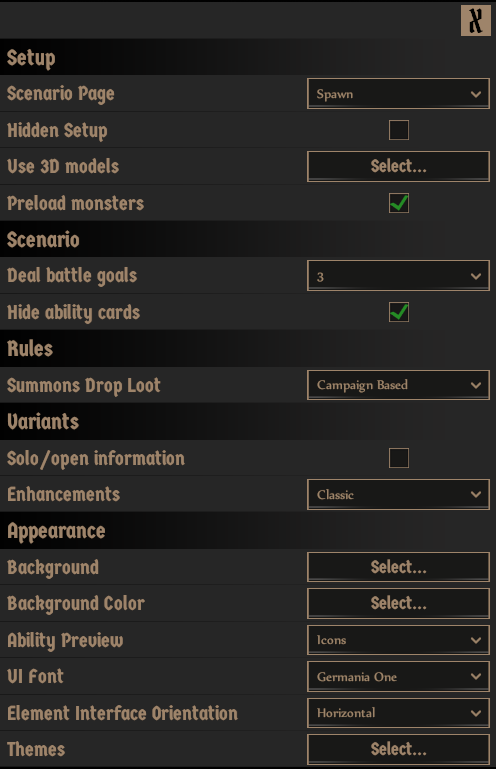 Setup
Scenario Page Spawn
Hidden Setup
Use 3D models Select...
Preload monsters
Scenario
Deal battle goals 3
Hide ability cards
Rules
Summons Drop Loot Campaign Based
Variants
Solo/open information
Enhancements Classic
Appearance
Background Select...
Background Color Select...
Ability Preview Icons
UI Font Germania One
Element Interface Orientation Horizontal
Themes Select...